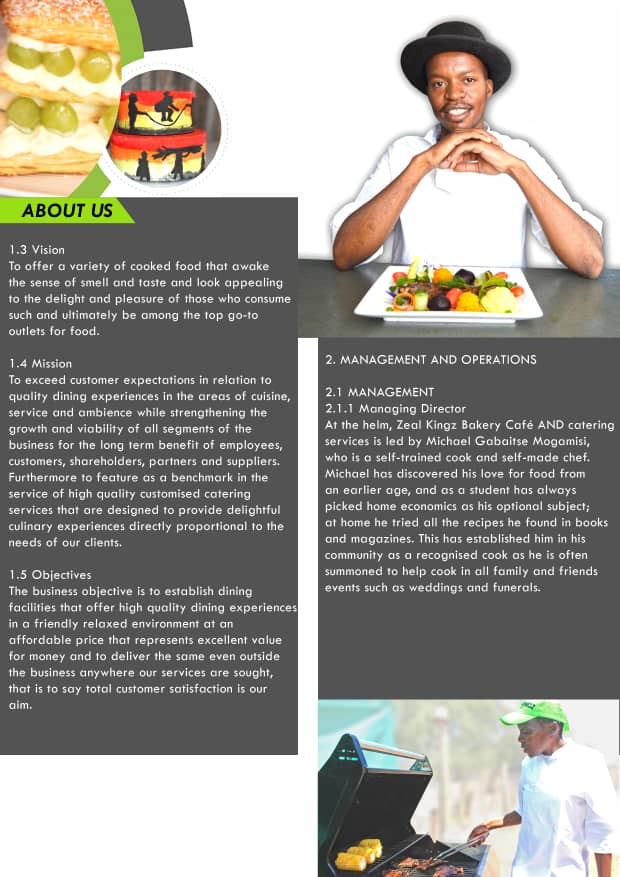 ABOUT US
1.3 Vision
To offer a variety of cooked food that awake
the sense of smell and taste and look appealing
to the delight and pleasure of those who consume
such and ultimately be among the top go-to
outlets for food.
1.4 Mission
To exceed customer expectations in relation to
quality dining experiences in the areas of cuisine,
service and ambience while strengthening the
growth and viability of all segments of the
business for the long term benefit of employees,
customers, shareholders, partners and suppliers.
Furthermore to feature as a benchmark in the
service of high quality customised catering
services that are designed to provide delightful
culinary experiences directly proportional to the
needs of our clients.
1.5 Objectives
The business objective is to establish dining
facilities that offer high quality dining experiences
in a friendly relaxed environment at an
affordable price that represents excellent value
for money and to deliver the same even outside
the business anywhere our services are sought,
that is to say total customer satisfaction is our
aim.
2. MANAGEMENT AND OPERATIONS
2.1 MANAGEMENT
2.1.1 Managing Director
At the helm, Zeal Kingz Bakery Café AND catering
services is led by Michael Gabaitse Mogamisi,
who is a self-trained cook and self-made chef.
Michael has discovered his love for food from
an earlier age, and as a student has always
picked home economics as his optional subject;
at home he tried all the recipes he found in books
and magazines. This has established him in his
community as a recognised cook as he is often
summoned to help cook in all family and friends
events such as weddings and funerals.